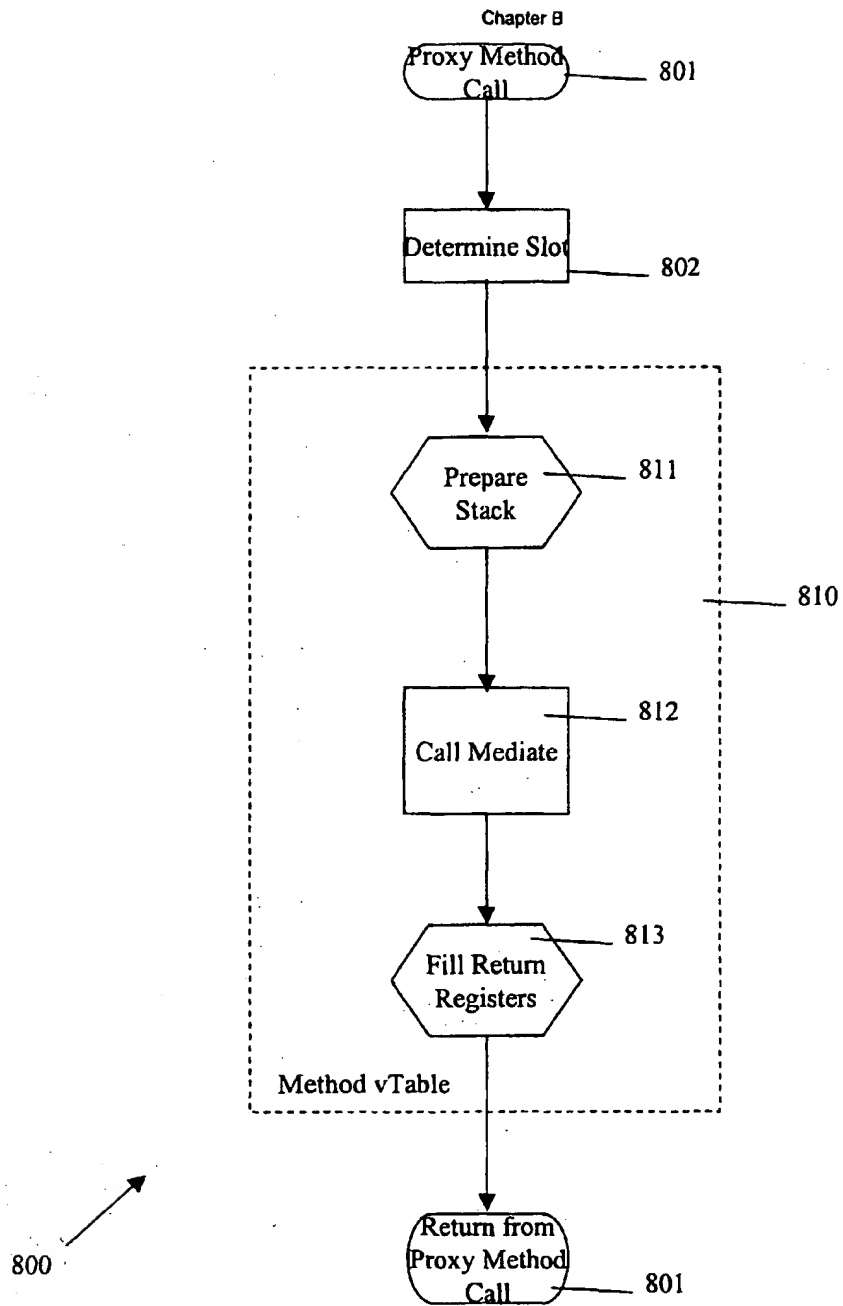 Chapter 8
Proxy Method
Call
801
Determine Slot
802
Prepare
Stack
811
810
Call Mediate
812
Fill Return
Registers
813
Method vTable
Return from
Proxy Method
Call
801
800